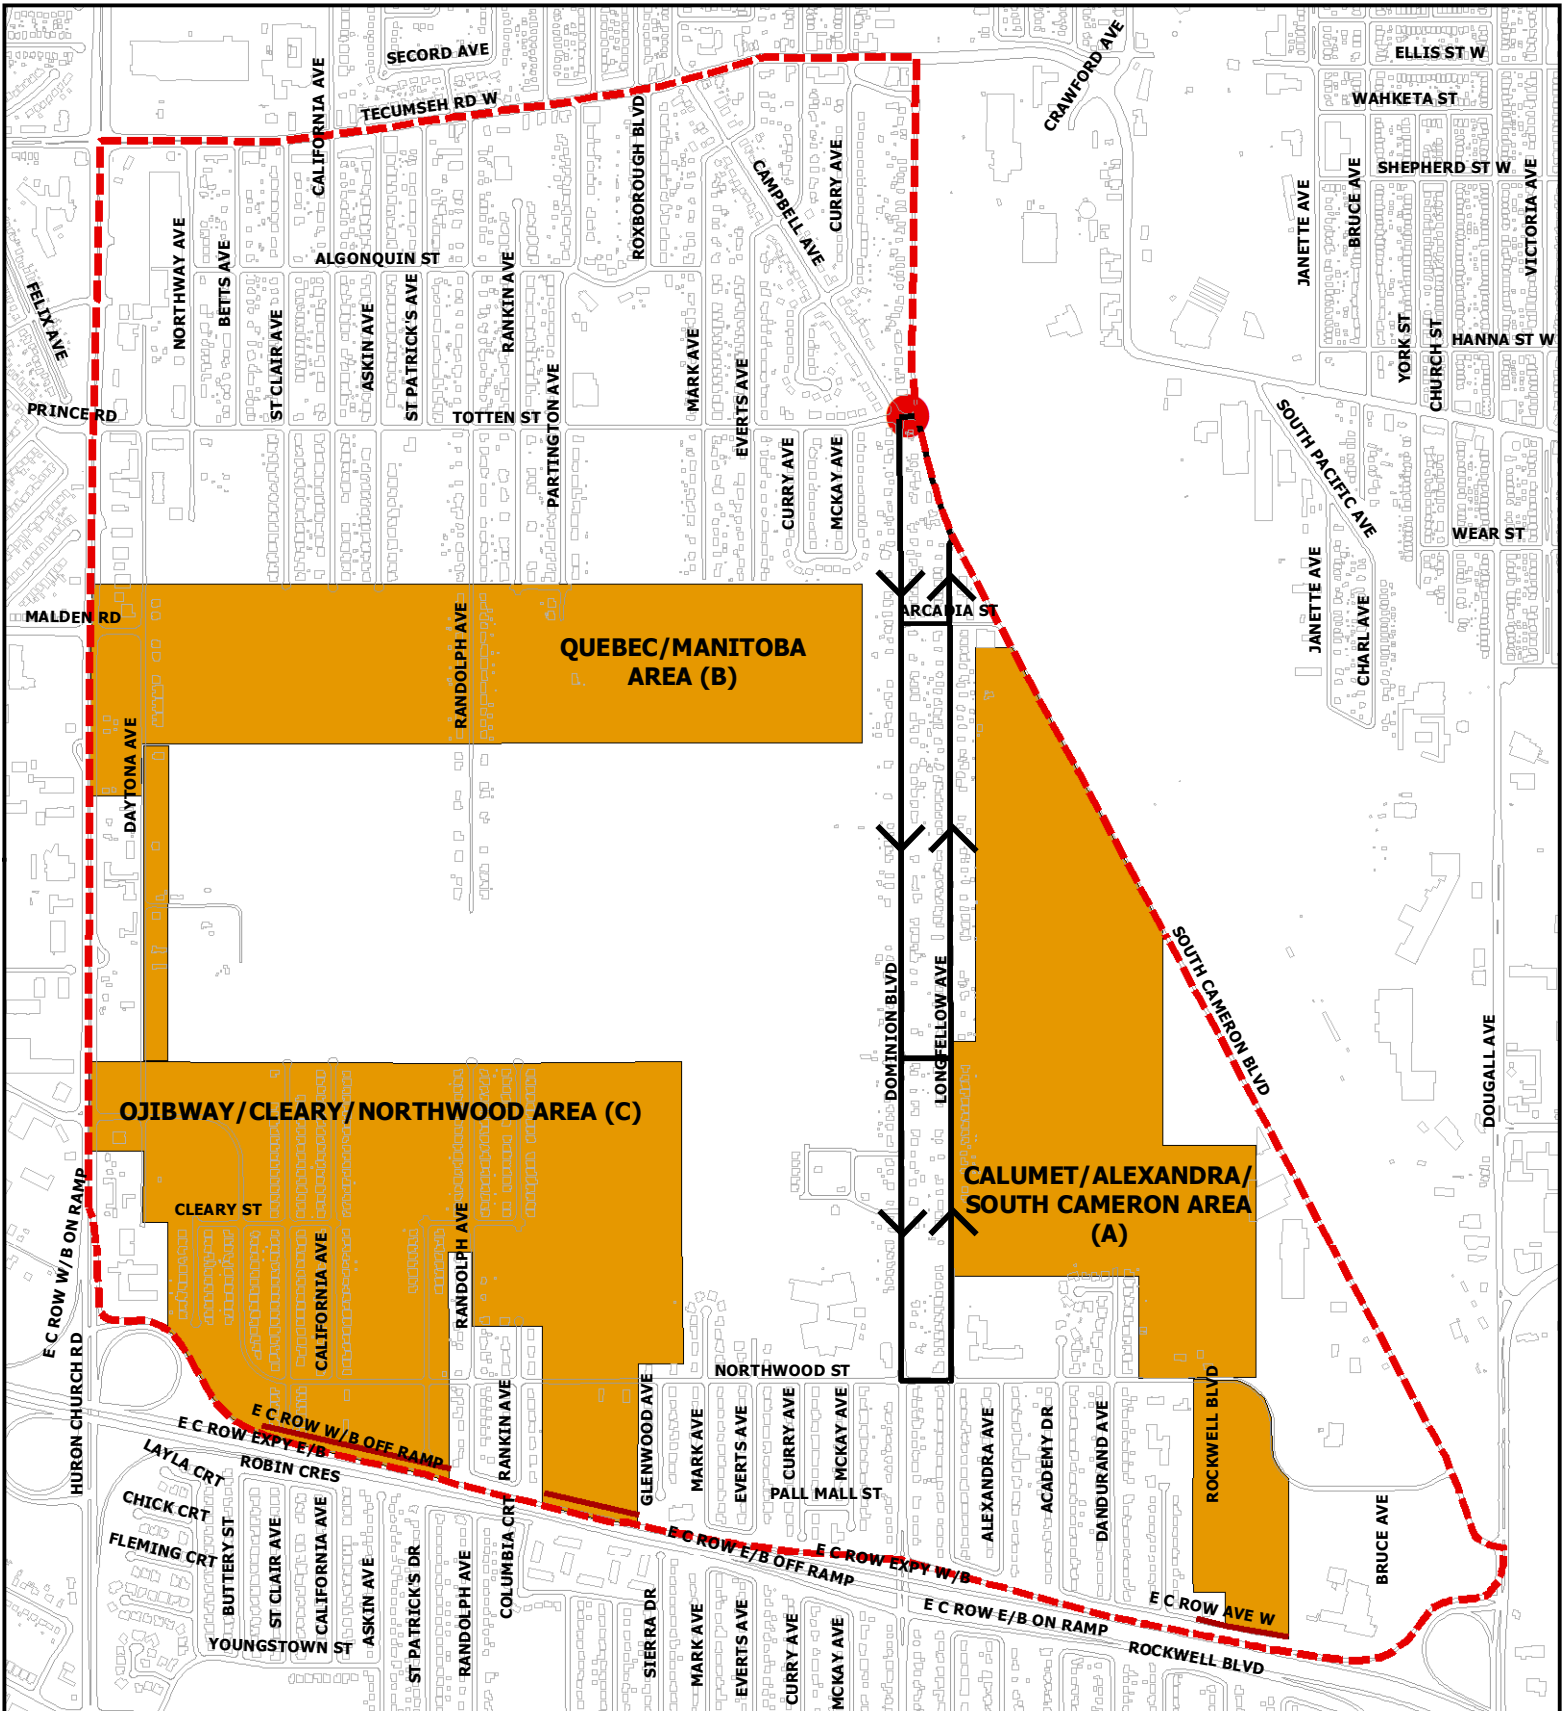 SECORD AVE
ELLIS ST W
CRAWFORD AVE
TECUMSEH RD W
WAHKETA ST
CALIFORNIA AVE
ROXBOROUGH BLVD
CAMPBELL AVE
CURRY AVE
SHEPHERD ST W
BRUCE AVE
JANETTE AVE
VICTORIA AVE
NORTHWAY AVE
BETTS AVE
ALGONQUIN ST
FELIX AVE
ST CLAIR AVE
ASKIN AVE
ST PATRICK'S AVE
RANKIN AVE
MARK AVE
EVERTS AVE
YORK ST
CHURCH ST
HANNA ST W
PRINCE RD
TOTTEN ST
PARTINGTON AVE
CURRY AVE
MCKAY AVE
SOUTH PACIFIC AVE
WEAR ST
JANETTE AVE
CHARL AVE
MALDEN RD
ARCADIA ST
RANDOLPH AVE
QUEBEC/MANITOBA
AREA (B)
DAYTONA AVE
DOMINION BLVD
LONGFELLOW AVE
SOUTH CAMERON BLVD
DOUGALL AVE
OJIBWAY/CLEARY/NORTHWOOD AREA (C)
CALUMET/ALEXANDRA/
SOUTH CAMERON AREA
(A)
CLEARY ST
E C ROW W/B ON RAMP
CALIFORNIA AVE
RANDOLPH AVE
HURON CHURCH RD
NORTHWOOD ST
E C ROW W/B OFF RAMP
E C ROW EXPY E/B
ROBIN CRES
RANKIN AVE
GLENWOOD AVE
MARK AVE
EVERTS AVE
CURRY AVE
MCKAY AVE
PALL MALL ST
ALEXANDRA AVE
ACADEMY DR
DANDURAND AVE
ROCKWELL BLVD
BRUCE AVE
LAYLA CRT
CHICK CRT
FLEMING CRT
BUTTERY ST
ST CLAIR AVE
CALIFORNIA AVE
ASKIN AVE
ST PATRICK'S DR
RANDOLPH AVE
COLUMBIA CRT
E C ROW E/B OFF RAMP
E C ROW EXPY W/B
E C ROW E/B ON RAMP
E C ROW AVE W
ROCKWELL BLVD
YOUNGSTOWN ST
SIERRA DR
MARK AVE
EVERTS AVE
CURRY AVE
MCKAY AVE